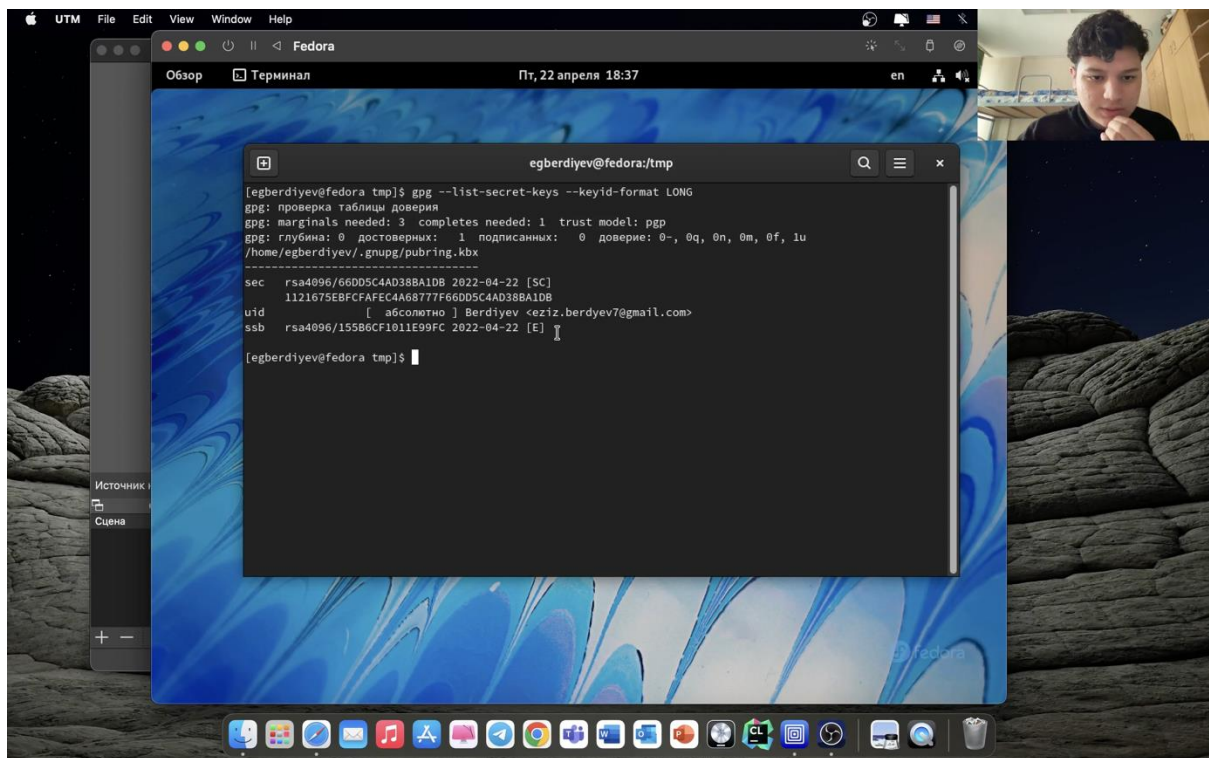 UTM File Edit View Window Help
Fedora
Обзор Терминал Пт, 22 апреля 18:37 en
egberdiyev@fedora:/tmp
[egberdiyev@fedora tmp]$ gpg --list-secret-keys --keyid-format LONG
gpg: проверка таблицы доверия
gpg: marginals needed: 3 completes needed: 1 trust model: pgp
gpg: глубина: 0 достоверных: 1 подписанных: 0 доверие: 0-, 0q, 0n, 0m, 0f, 1u
/home/egberdiyev/.gnupg/pubring.kbx
-----------------------------------
sec rsa4096/66DD5C4AD38BA1DB 2022-04-22 [SC]
1121675EBFCFAFEC4A68777F66DD5C4AD38BA1DB
uid [ абсолютно ] Berdiyev <eziz.berdyev7@gmail.com>
ssb rsa4096/155B6CF1011E99FC 2022-04-22 [E]
[egberdiyev@fedora tmp]$
Источник
Сцена
fedora
CL